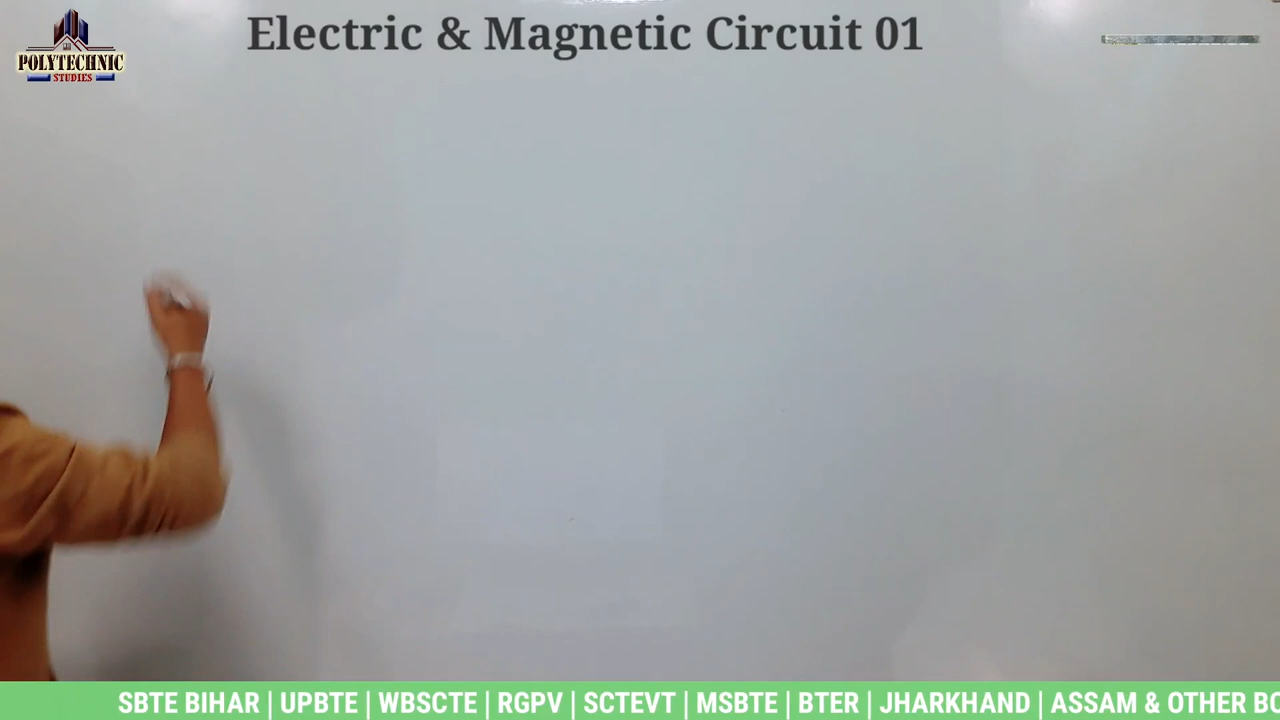 Electric & Magnetic Circuit 01
POLYTECHNIC
STUDIES
SBTE BIHAR | UPBTE | WBSCTE | RGPV | SCTEVT | MSBTE | BTER | JHARKHAND | ASSAM & OTHER BO